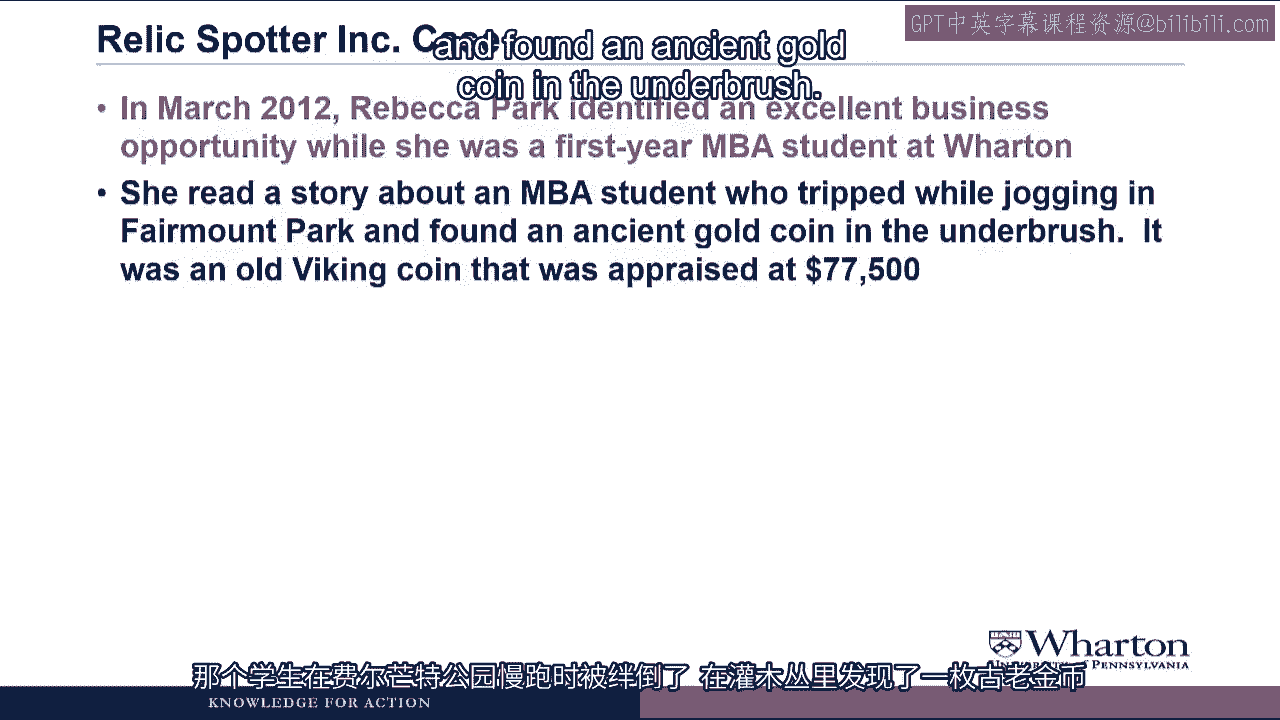 GPT中英字幕课程资源@bilibili.com
Relic Spotter Inc. Case
and found an ancient gold
coin in the underbrush.
• In March 2012, Rebecca Park identified an excellent business
opportunity while she was a first-year MBA student at Wharton
• She read a story about an MBA student who tripped while jogging in
Fairmount Park and found an ancient gold coin in the underbrush. It
was an old Viking coin that was appraised at $77,500
Wharton
UNIVERSITY of PENNSYLVANIA
那个学生在费尔芒特公园慢跑时被绊倒了 在灌木丛里发现了一枚古老金币
KNOWLEDGE FOR ACTION